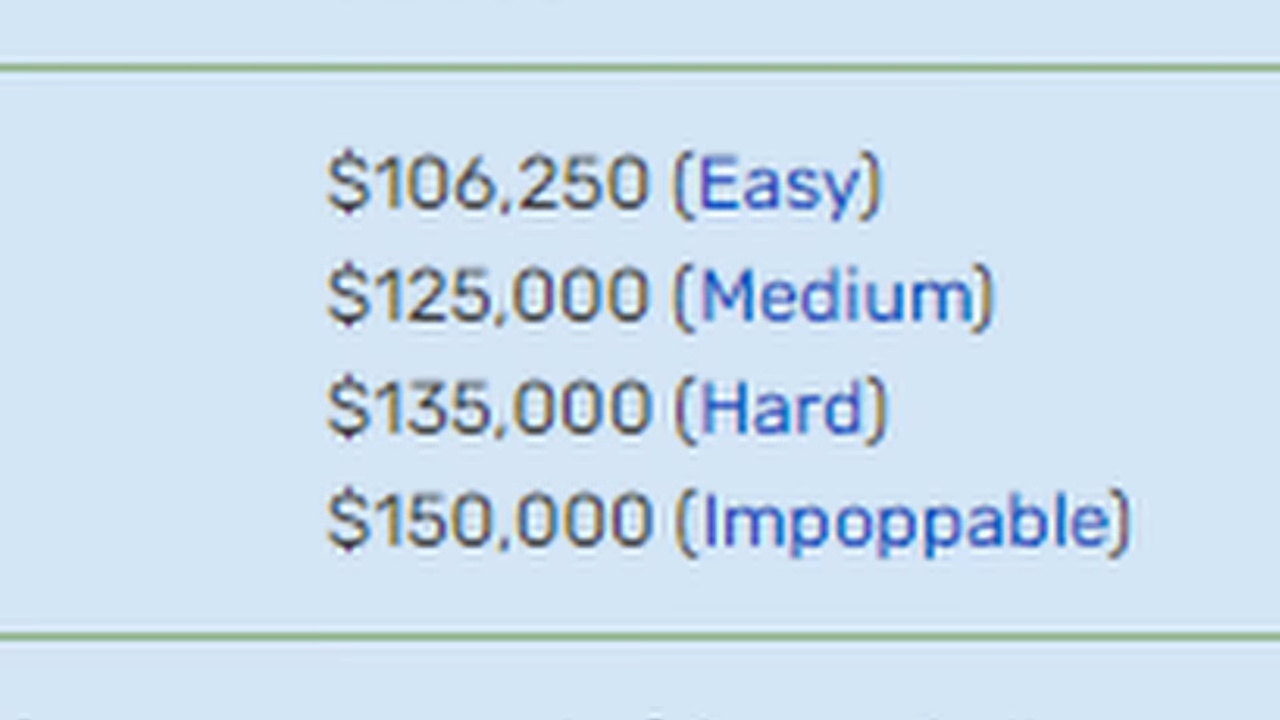 $106,250 (Easy)
$125,000 (Medium)
$135,000 (Hard)
$150,000 (Impoppable)